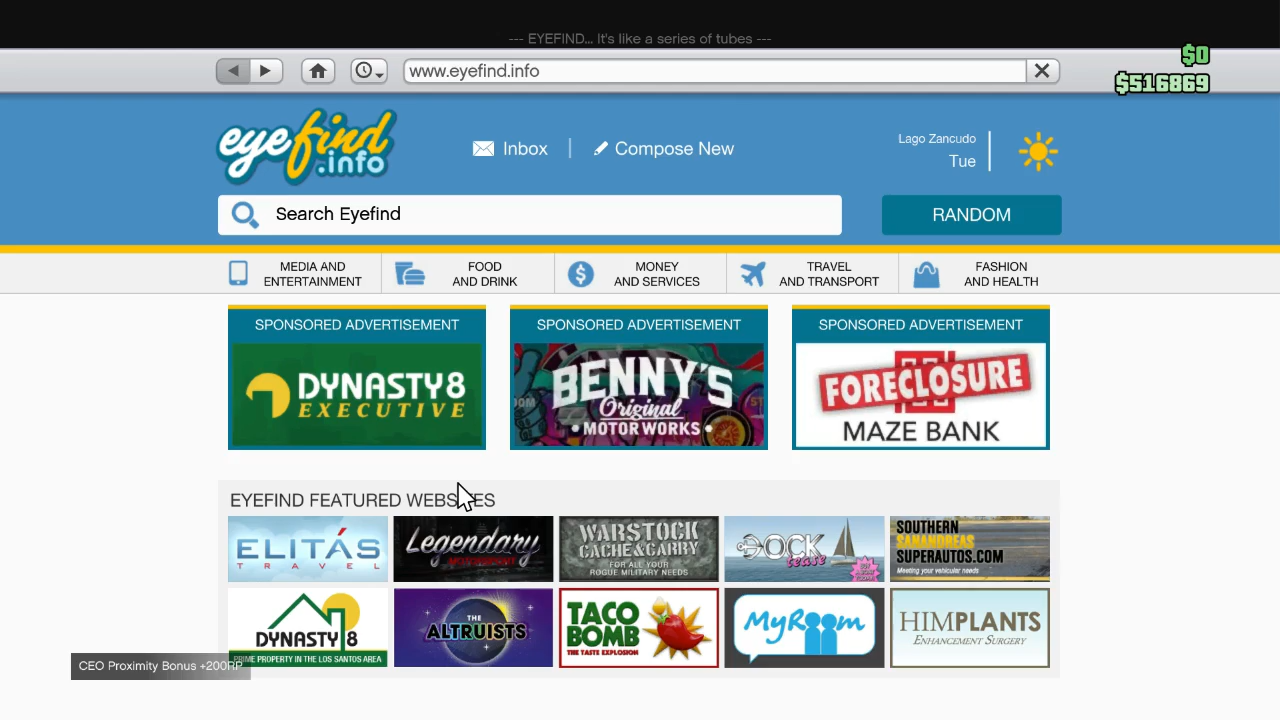 --- EYEFIND... It's like a series of tubes ---
$0
www.eyefind.info
$516869
eyefind
.info
Inbox
Compose New
Lago Zancudo
Tue
Search Eyefind
RANDOM
MEDIA AND
ENTERTAINMENT
FOOD
AND DRINK
MONEY
AND SERVICES
TRAVEL
AND TRANSPORT
FASHION
AND HEALTH
SPONSORED ADVERTISEMENT
DYNASTY8
EXECUTIVE
SPONSORED ADVERTISEMENT
BENNY'S
Original
MOTOR WORKS
SPONSORED ADVERTISEMENT
FORECLOSURE
MAZE BANK
EYEFIND FEATURED WEBSITES
ELITÁS
TRAVEL
Legendary
MOTORSPORT
WARSTOCK
CACHE & CARRY
FOR ALL YOUR
ROGUE MILITARY NEEDS
DOCK
tease
SOUTHERN
SANANDREAS
SUPERAUTOS.COM
Meeting your vehicular needs
DYNASTY 8
PRIME PROPERTY IN THE LOS SANTOS AREA
THE
ALTRUISTS
TACO
BOMB
THE TASTE EXPLOSION
MyRoom
HIMPLANTS
ENHANCEMENT SURGERY
CEO Proximity Bonus +200RP